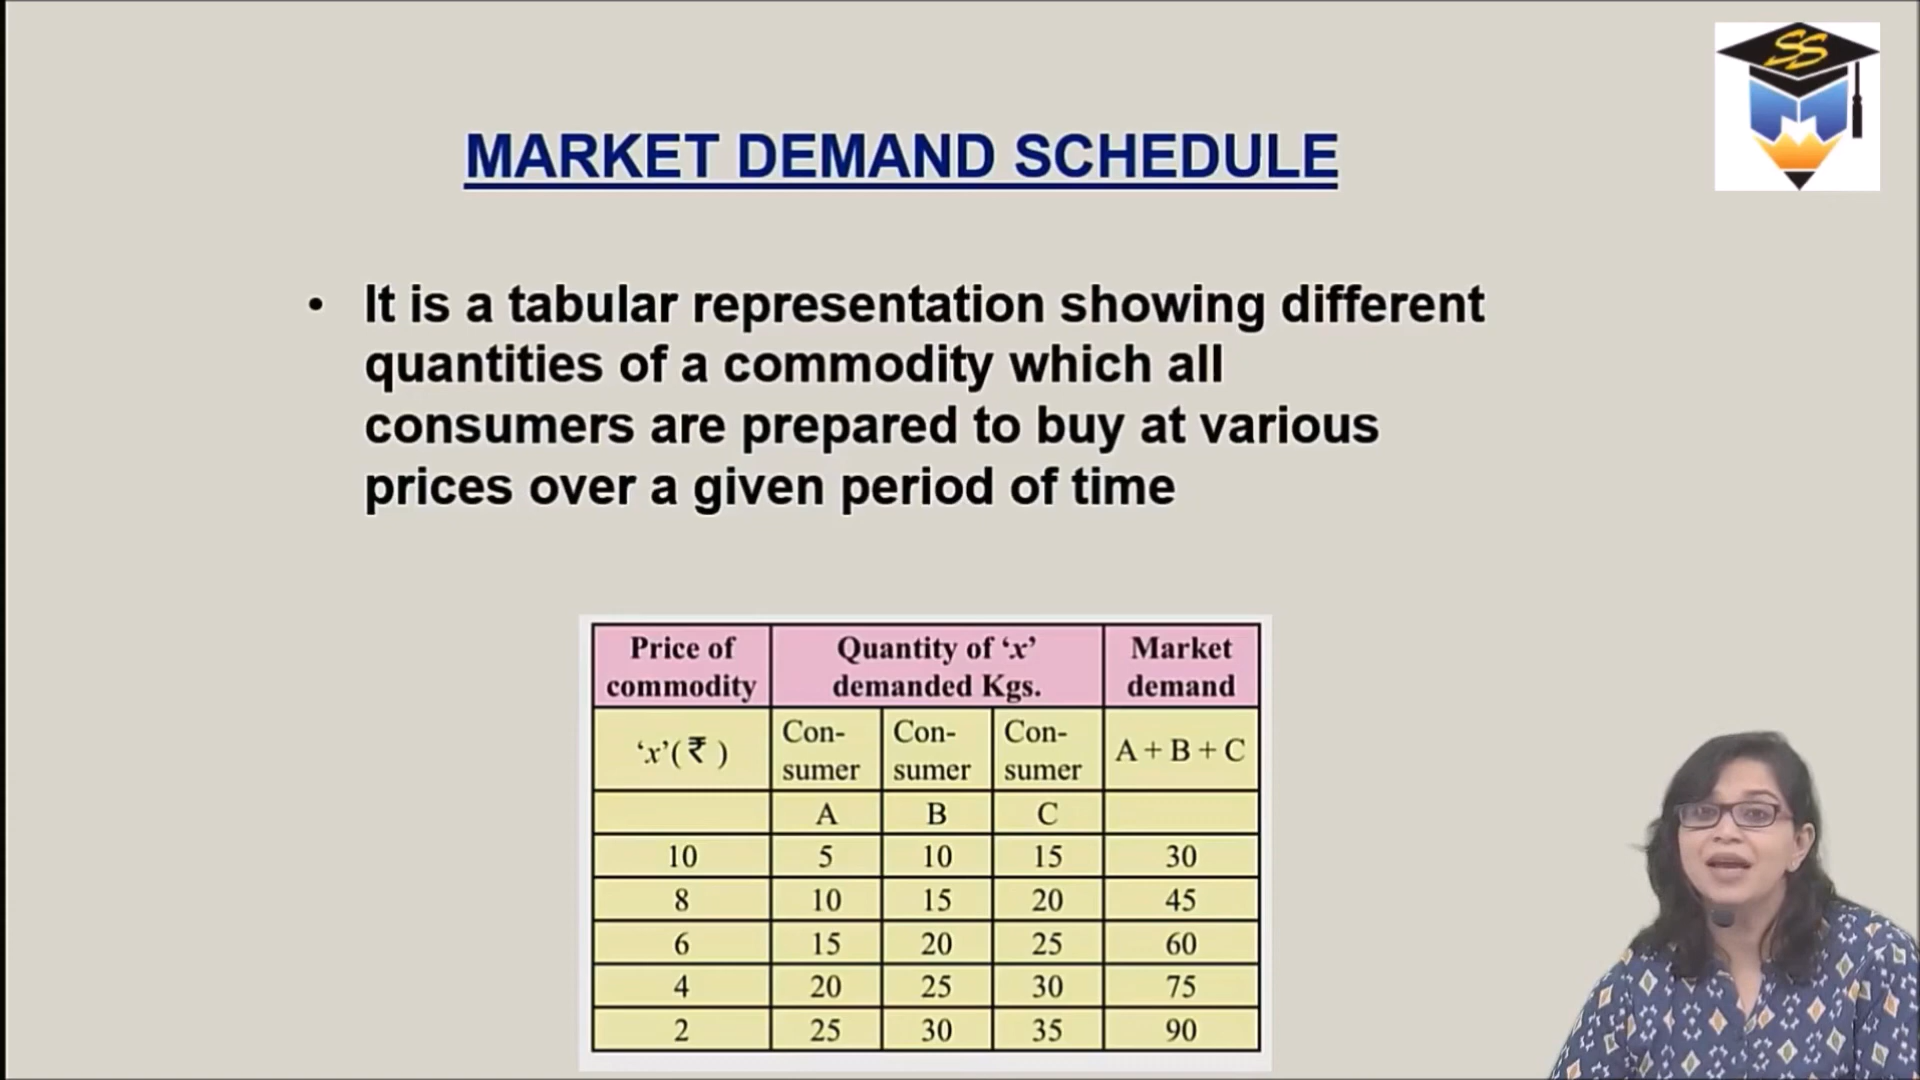 SS
MARKET DEMAND SCHEDULE
• It is a tabular representation showing different
quantities of a commodity which all
consumers are prepared to buy at various
prices over a given period of time
Price of commodity Quantity of ‘x’ demanded Kgs. Market demand
‘x’(₹ ) Con-sumer Con-sumer Con-sumer A + B + C
A B C
10 5 10 15 30
8 10 15 20 45
6 15 20 25 60
4 20 25 30 75
2 25 30 35 90